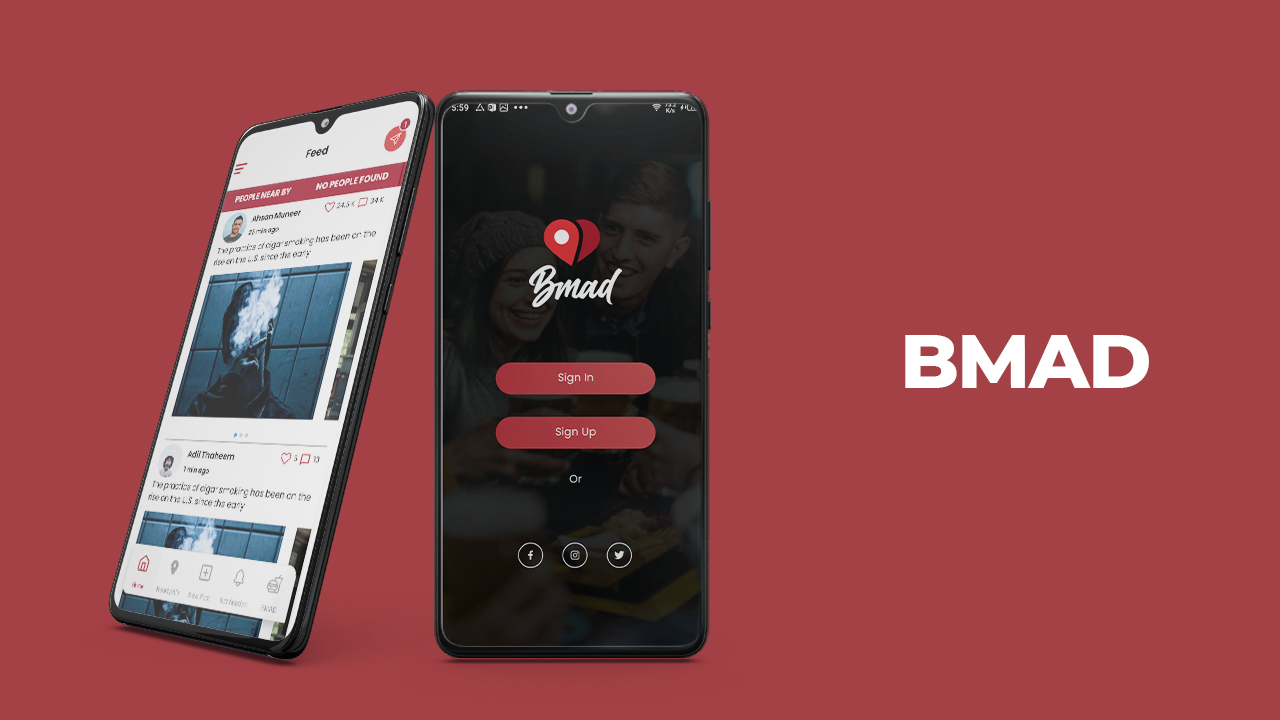 Feed
1
PEOPLE NEAR BY
NO PEOPLE FOUND
Ahsan Muneer
25 min ago
24.5 K
34 K
The practice of cigar smoking has been on the
rise on the U.S. since the early
Adil Thaheem
1 min ago
5
10
The practice of cigar smoking has been on the
rise on the U.S. since the early
Home
New Post
Notification
BMAD
5:59
K/s
Bmad
Sign In
Sign Up
Or
BMAD